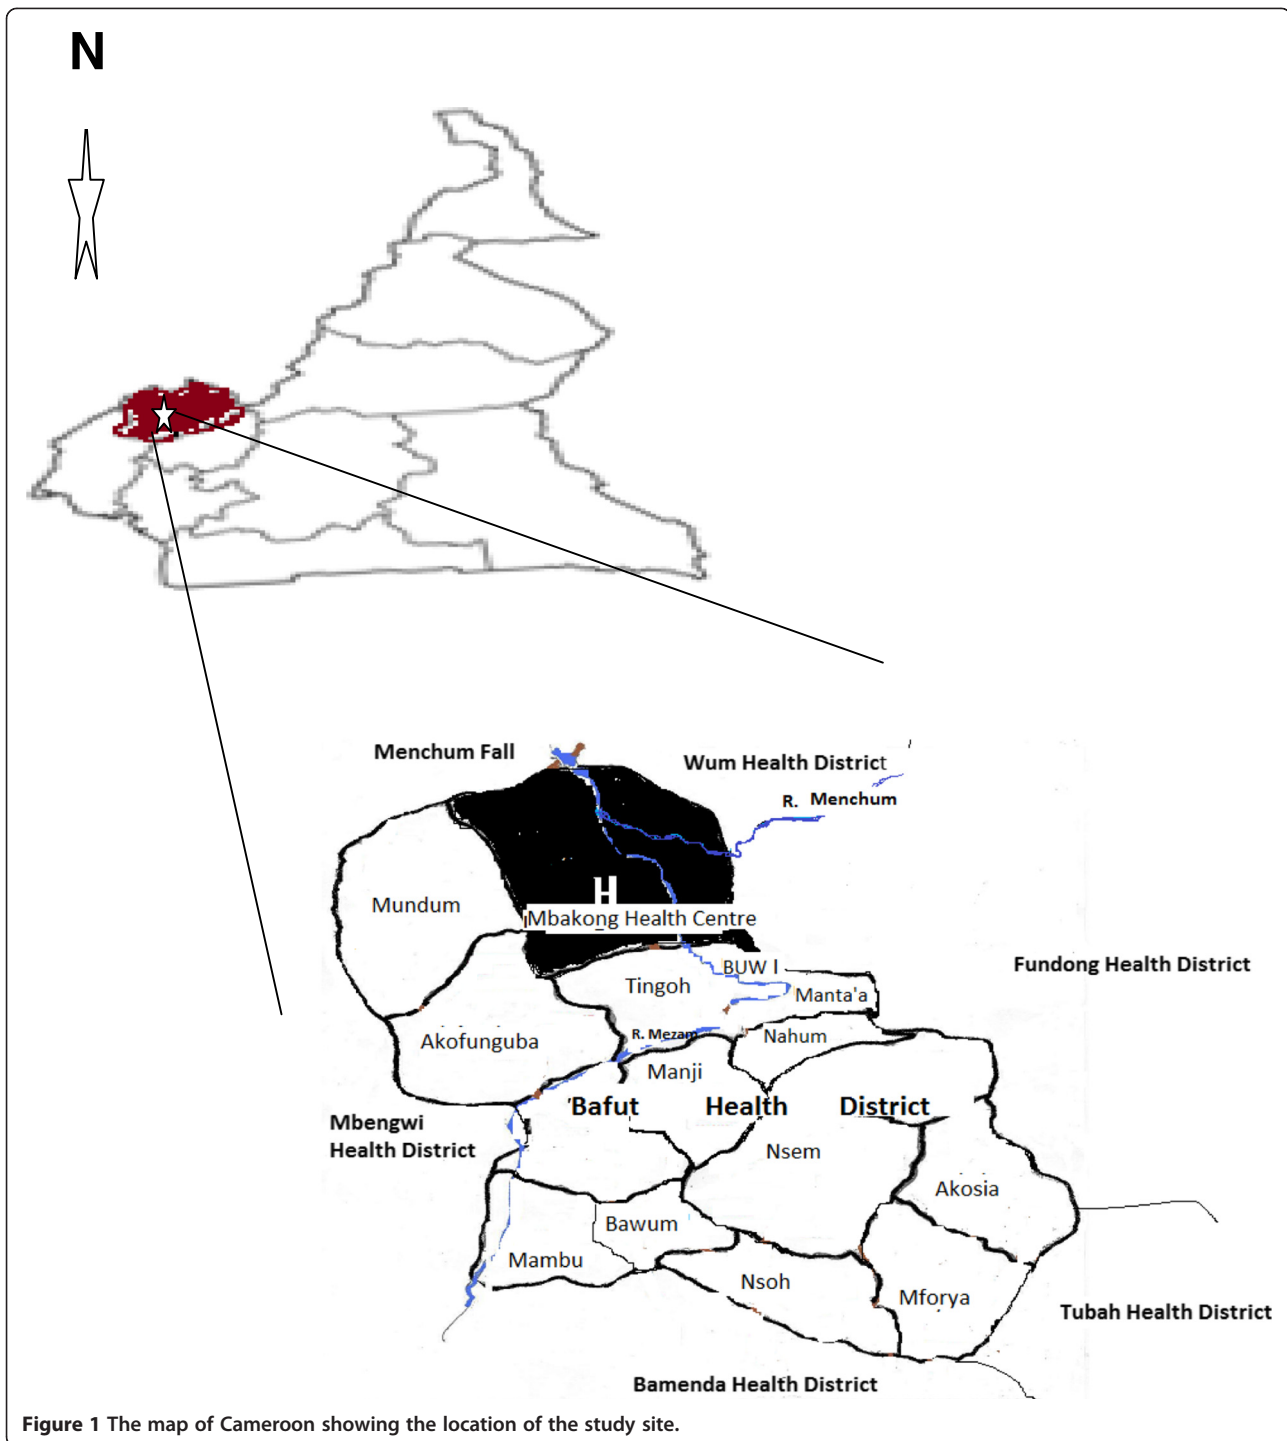 N
Menchum Fall
Wum Health District
R. Menchum
Mundum
H
Mbakong Health Centre
BUW I
Fundong Health District
Tingoh
Manta'a
R. Mezam
Nahum
Akofunguba
Manji
'Bafut Health District
Mbengwi
Health District
Nsem
Akosia
Bawum
Mambu
Nsoh
Mforya
Tubah Health District
Bamenda Health District
Figure 1 The map of Cameroon showing the location of the study site.